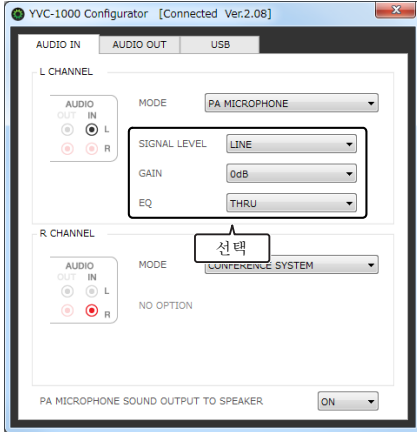 YVC-1000 Configurator [Connected Ver.2.08]
AUDIO IN AUDIO OUT USB
L CHANNEL
AUDIO
OUT IN
L
R
MODE PA MICROPHONE
SIGNAL LEVEL LINE
GAIN 0dB
EQ THRU
선택
R CHANNEL
AUDIO
OUT IN
L
R
MODE CONFERENCE SYSTEM
NO OPTION
PA MICROPHONE SOUND OUTPUT TO SPEAKER ON